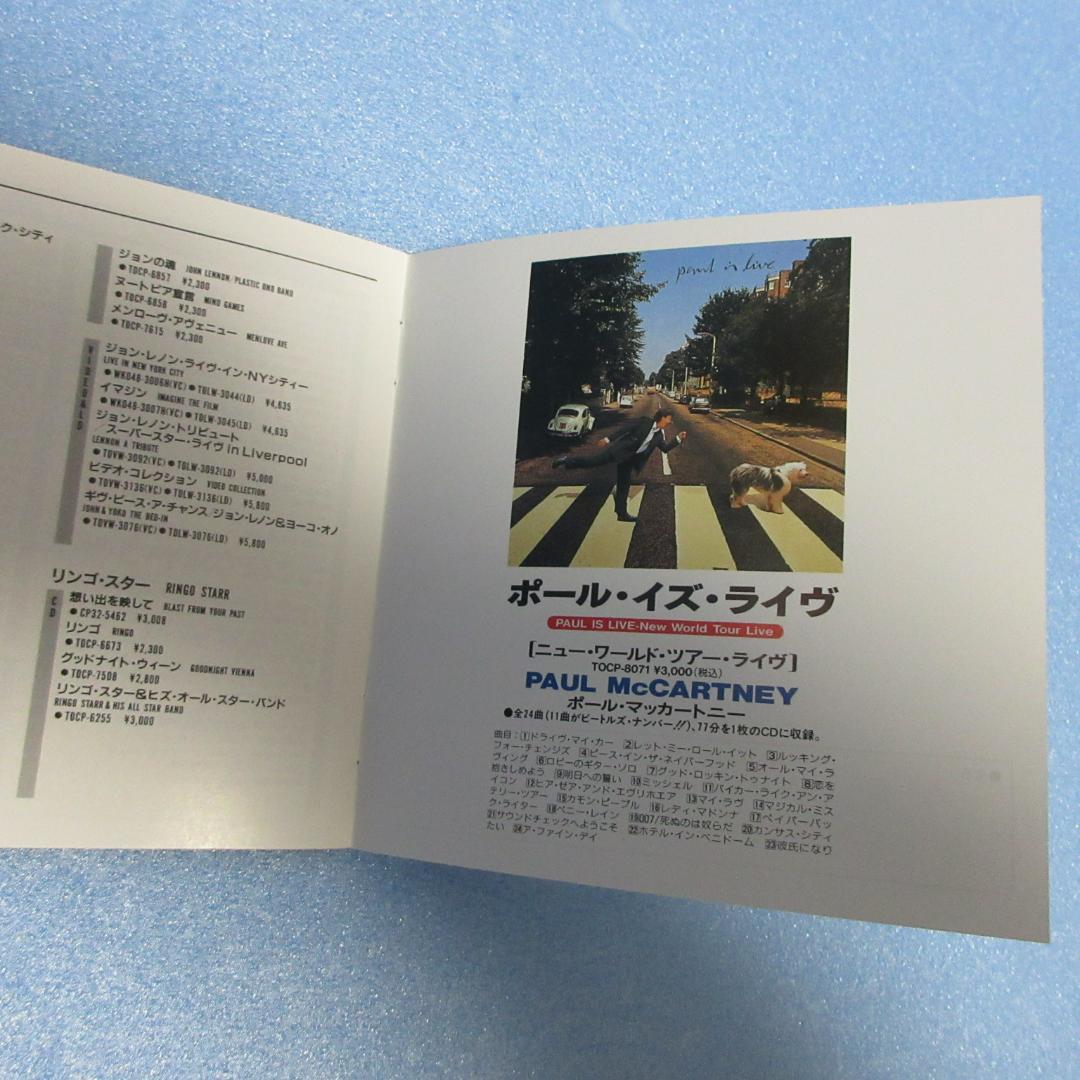 ク・シティ
ジョンの魂 JOHN LENNON/PLASTIC ONO BAND
●TOCP-6857 ¥2,300
ヌートピア宣言 MIND GAMES
●TOCP-6858 ¥2,300
メンローヴ・アヴェニュー MENLOVE AVE
●TOCP-7615 ¥2,300
VIDEO/LD
ジョン・レノン・ライヴ・イン・NYシティー
LIVE IN NEW YORK CITY
●WK048-3006H(VC)●TOLW-3044(LD) ¥4,635
イマジン IMAGINE THE FILM
●WK048-3007H(VC)●TOLW-3045(LD) ¥4,635
ジョン・レノン・トリビュート
/スーパースター・ライヴ in Liverpool
LENNON A TRIBUTE
●TOVW-3092(VC)●TOLW-3092(LD) ¥5,000
ビデオ・コレクション VIDEO COLLECTION
●TOVW-3136(VC)●TOLW-3136(LD) ¥5,800
ギヴ・ピース・ア・チャンス/ジョン・レノン&ヨーコ・オノ
JOHN & YOKO THE BED-IN
●TOVW-3076(VC)●TOLW-3076(LD) ¥5,800
リンゴ・スター RINGO STARR
CD
想い出を映して BLAST FROM YOUR PAST
●CP32-5462 ¥3,008
リンゴ RINGO
●TOCP-6673 ¥2,300
グッドナイト・ウィーン GOODNIGHT VIENNA
●TOCP-7508 ¥2,800
リンゴ・スター&ヒズ・オール・スター・バンド
RINGO STARR & HIS ALL STAR BAND
●TOCP-6255 ¥3,000
paul is live
ポール・イズ・ライヴ
PAUL IS LIVE-New World Tour Live
[ニュー・ワールド・ツアー・ライヴ]
TOCP-8071 ¥3,000(税込)
PAUL McCARTNEY
ポール・マッカートニー
●全24曲(11曲がビートルズ・ナンバー!!)、77分を1枚のCDに収録。
曲目:①ドライヴ・マイ・カー ②レット・ミー・ロール・イット ③ルッキング・
フォー・チェンジズ ④ピース・イン・ザ・ネイバーフッド ⑤オール・マイ・ラ
ヴィング ⑥ロビーのギター・ソロ ⑦グッド・ロッキン・トゥナイト ⑧恋を
抱きしめよう ⑨明日への誓い ⑩ミッシェル ⑪バイカー・ライク・アン・ア
イコン ⑫ヒア・ゼア・アンド・エヴリホエア ⑬マイ・ラヴ ⑭マジカル・ミス
テリー・ツアー ⑮カモン・ピープル ⑯レディ・マドンナ ⑰ペイパーバッ
ク・ライター ⑱ペニー・レイン ⑲007/死ぬのは奴らだ ⑳カンサス・シティ
㉑サウンドチェックへようこそ ㉒ホテル・イン・ベニドーム ㉓彼氏になり
たい ㉔ア・ファイン・デイ